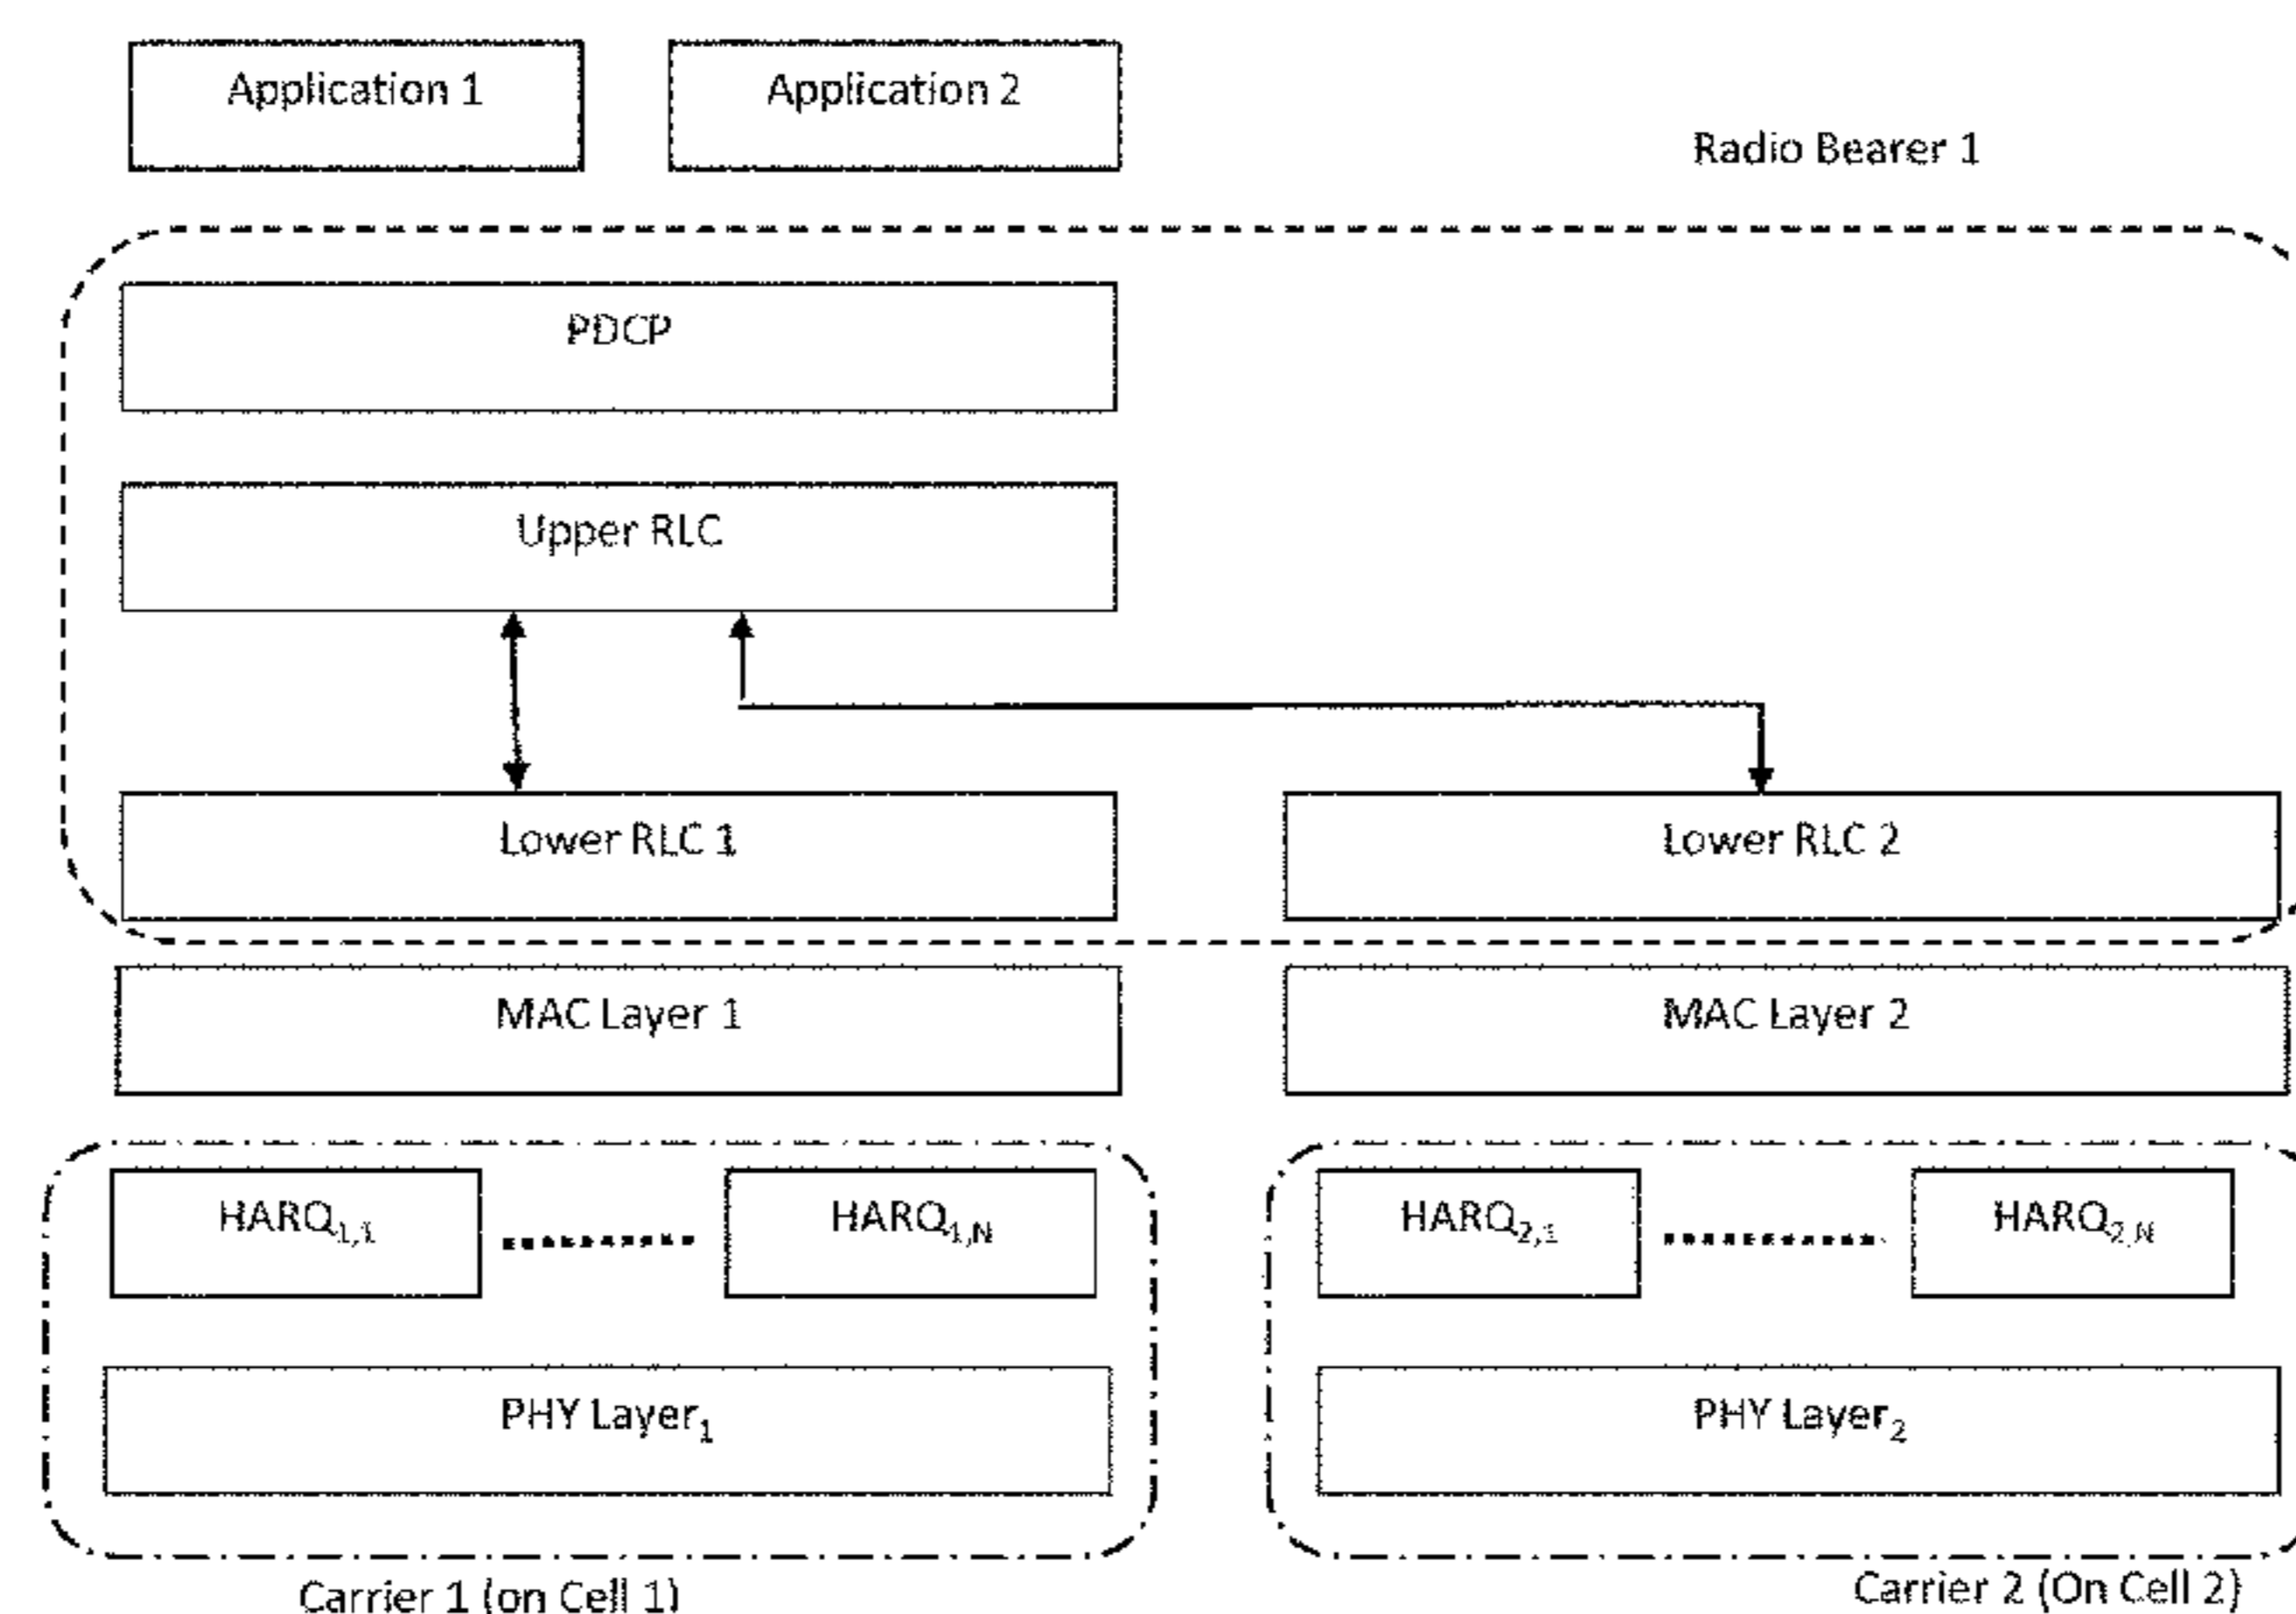 Application 1
Application 2
Radio Bearer 1
PDCP
Upper RLC
Lower RLC 1
Lower RLC 2
MAC Layer 1
MAC Layer 2
HARQ1,1
HARQ1,N
HARQ2,1
HARQ2,N
PHY Layer1
PHY Layer2
Carrier 1 (on Cell 1)
Carrier 2 (On Cell 2)